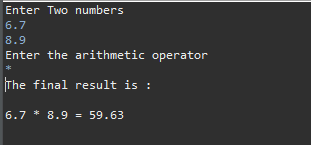 Enter Two numbers
6.7
8.9
Enter the arithmetic operator
*
The final result is :
6.7 * 8.9 = 59.63